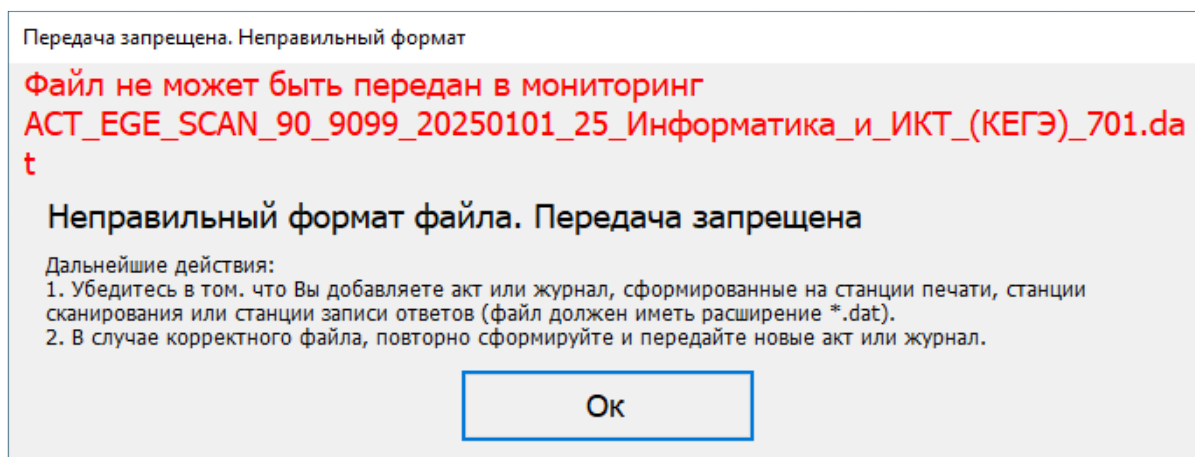 Передача запрещена. Неправильный формат
Файл не может быть передан в мониторинг
ACT_EGE_SCAN_90_9099_20250101_25_Информатика_и_ИКТ_(КЕГЭ)_701.da
t
Неправильный формат файла. Передача запрещена
Дальнейшие действия:
1. Убедитесь в том. что Вы добавляете акт или журнал, сформированные на станции печати, станции
сканирования или станции записи ответов (файл должен иметь расширение *.dat).
2. В случае корректного файла, повторно сформируйте и передайте новые акт или журнал.
Ок